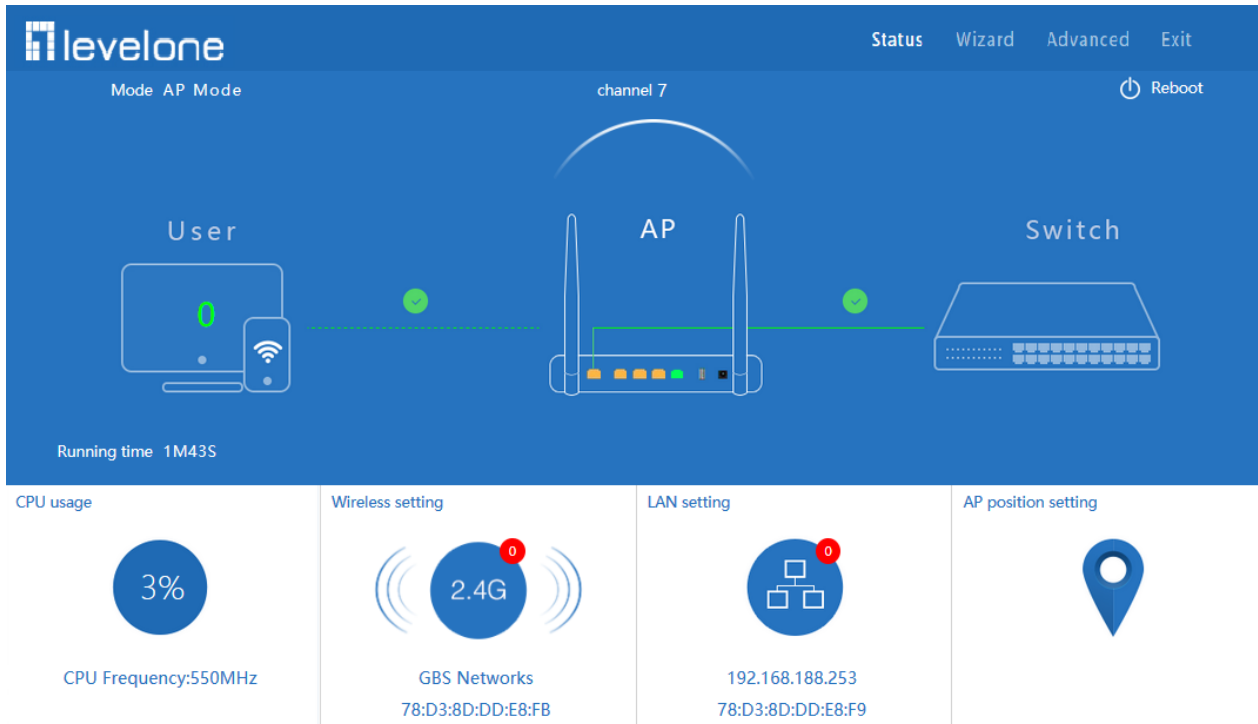 levelone
Status Wizard Advanced Exit
Mode AP Mode
channel 7
Reboot
User
AP
Switch
0
Running time 1M43S
CPU usage
3%
CPU Frequency:550MHz
Wireless setting
0
2.4G
GBS Networks
78:D3:8D:DD:E8:FB
LAN setting
0
192.168.188.253
78:D3:8D:DD:E8:F9
AP position setting